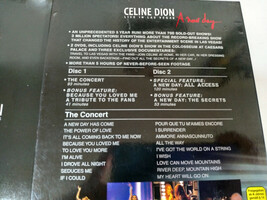 CELINE DION
LIVE IN LAS VEGAS
A new day...
• AN UNPRECEDENTED 5 YEAR RUN! MORE THAN 700 SOLD-OUT SHOWS!
3 MILLION SPECTATORS! EVERYTHING ABOUT THE RECORD-BREAKING SHOW
THAT CHANGED THE HISTORY OF THE ENTERTAINMENT SCENE IN LAS VEGAS
• 2 DVDS, INCLUDING CELINE DION'S SHOW IN THE COLOSSEUM AT CAESARS
PALACE AND THREE EXCLUSIVE DOCUMENTARIES:
• MORE THAN 5 HOURS OF NEVER-BEFORE-SEEN FOOTAGE
Disc 1
Disc 2
• THE CONCERT
• SPECIAL FEATURE:
A NEW DAY: ALL ACCESS
• BONUS FEATURE:
BECAUSE YOU LOVED ME
A TRIBUTE TO THE FANS
41 minutes
• BONUS FEATURE:
A NEW DAY: THE SECRETS
52 minutes
The Concert
A NEW DAY HAS COME
THE POWER OF LOVE
IT'S ALL COMING BACK TO ME NOW
BECAUSE YOU LOVED ME
TO LOVE YOU MORE
I'M ALIVE
I DROVE ALL NIGHT
SEDUCES ME
IF I COULD
POUR QUE TU M'AIMES ENCORE
I SURRENDER
AMMORE ANNASCUNNUTO
ALL THE WAY
I'VE GOT THE WORLD ON A STRING
I WISH
LOVE CAN MOVE MOUNTAINS
RIVER DEEP, MOUNTAIN HIGH
MY HEART WILL GO ON